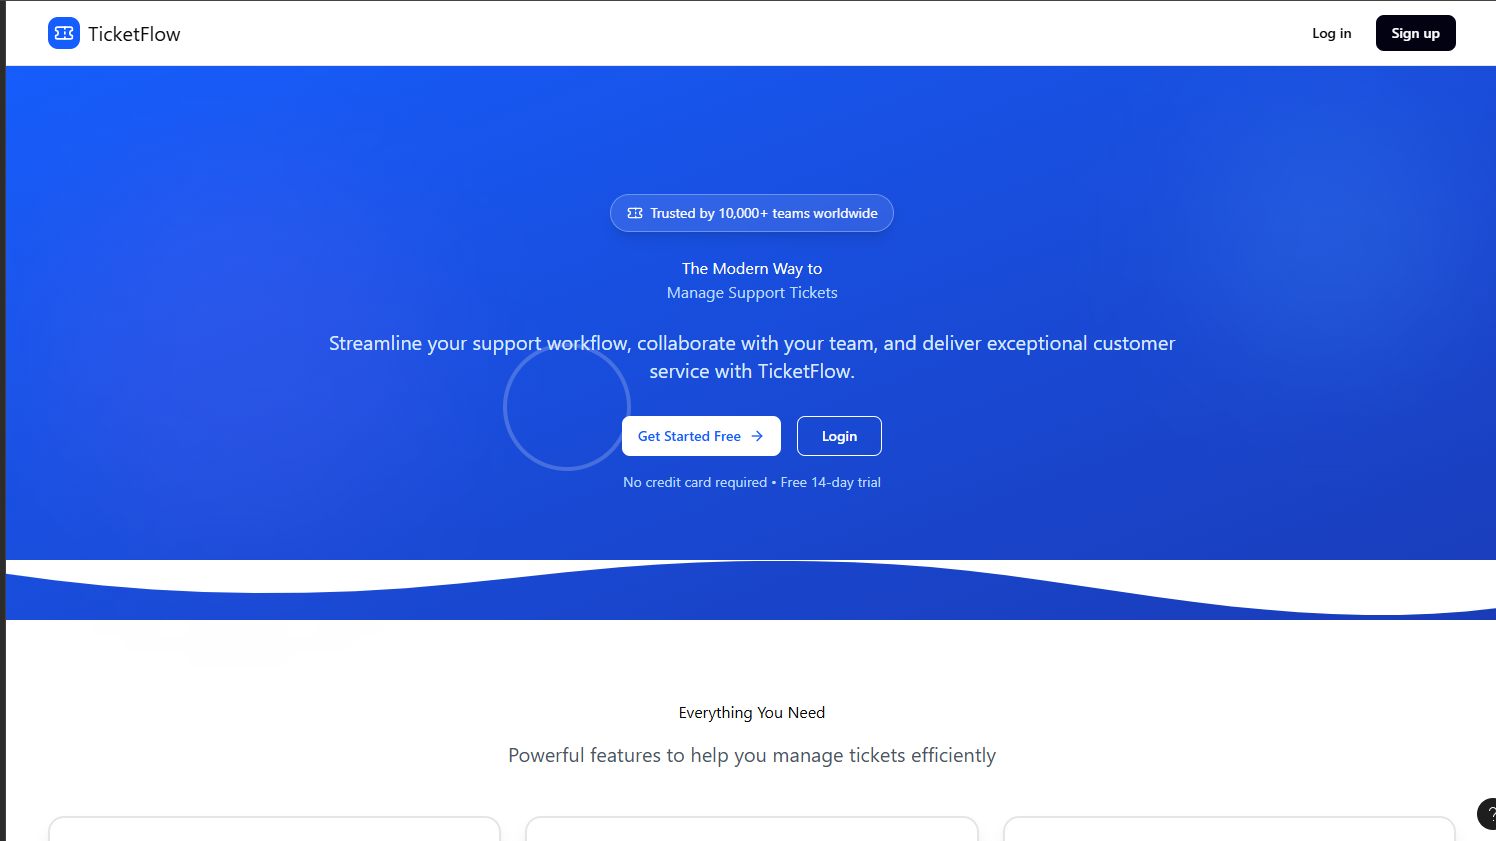 TicketFlow
Log in
Sign up
Trusted by 10,000+ teams worldwide
The Modern Way to
Manage Support Tickets
Streamline your support workflow, collaborate with your team, and deliver exceptional customer
service with TicketFlow.
Get Started Free →
Login
No credit card required • Free 14-day trial
Everything You Need
Powerful features to help you manage tickets efficiently
?